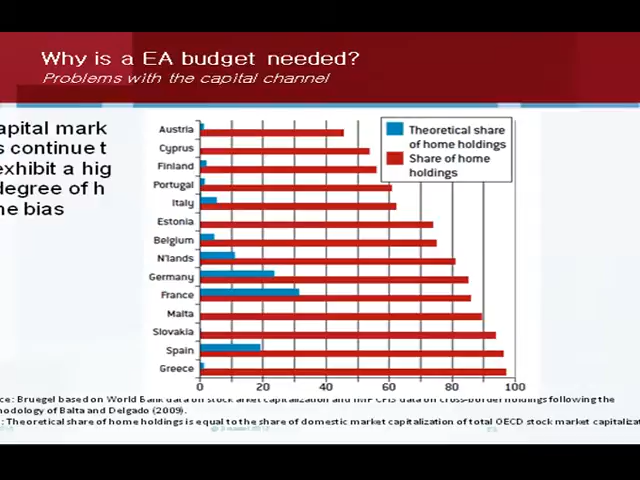 Why is a EA budget needed?
Problems with the capital channel
apital mark
s continue t
exhibit a hig
degree of h
me bias
Theoretical share
of home holdings
Share of home
holdings
Austria
Cyprus
Finland
Portugal
Italy
Estonia
Belgium
N'lands
Germany
France
Malta
Slovakia
Spain
Greece
0 20 40 60 80 100
ce: Bruegel based on World Bank data on stock market capitalization and IMF CPIS data on cross-border holdings following the
hodology of Balta and Delgado (2009).
: Theoretical share of home holdings is equal to the share of domestic market capitalization of total OECD stock market capitalizat